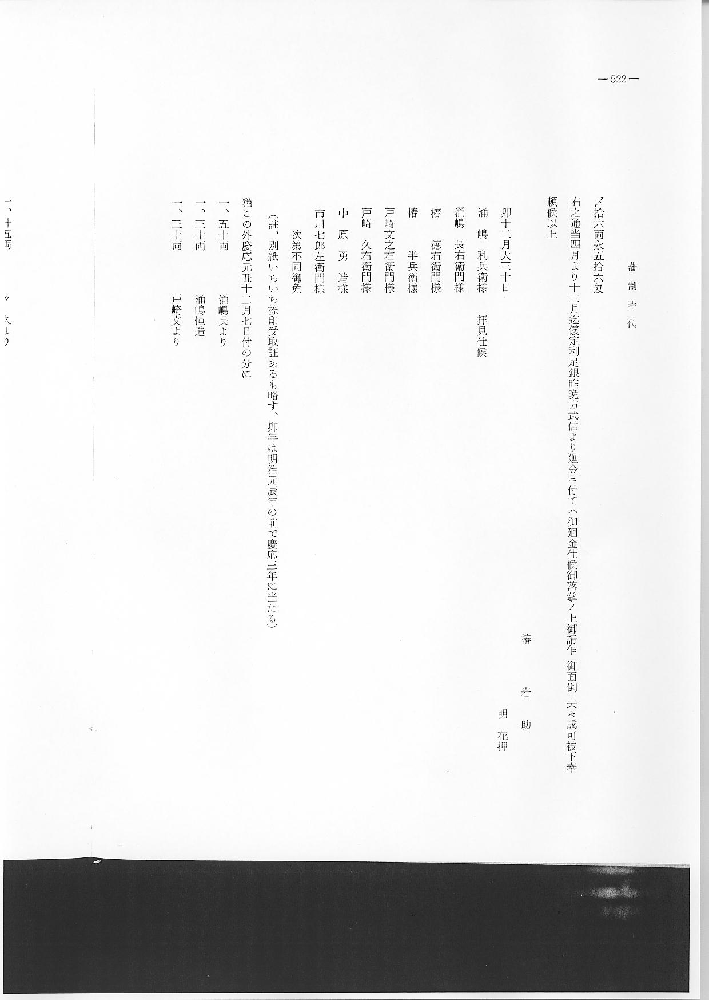 ― 522 ―
藩制時代
〆拾六両永五拾六匁
右之通当四月より十二月迄儀定利足銀昨晩方武信より廻金ニ付てハ御廻金仕候御落掌ノ上御請乍 御面倒 夫々成可被下奉
頼候以上
椿 岩 助
明 花押
卯十二月大三十日
涌嶋 利兵衛様 拝見仕候
涌嶋 長右衛門様
椿 徳右衛門様
椿 半兵衛様
戸崎文之右衛門様
戸崎 久右衛門様
中原 勇造様
市川七郎左衛門様
次第不同御免
（註、別紙いちいち捺印受取証あるも略す、卯年は明治元辰年の前で慶応三年に当たる）
猶この外慶応元丑十二月七日付の分に
一、五十両 涌嶋長より
一、三十両 涌嶋恒造
一、三十両 戸崎文より
一、廿五両 〃 久より